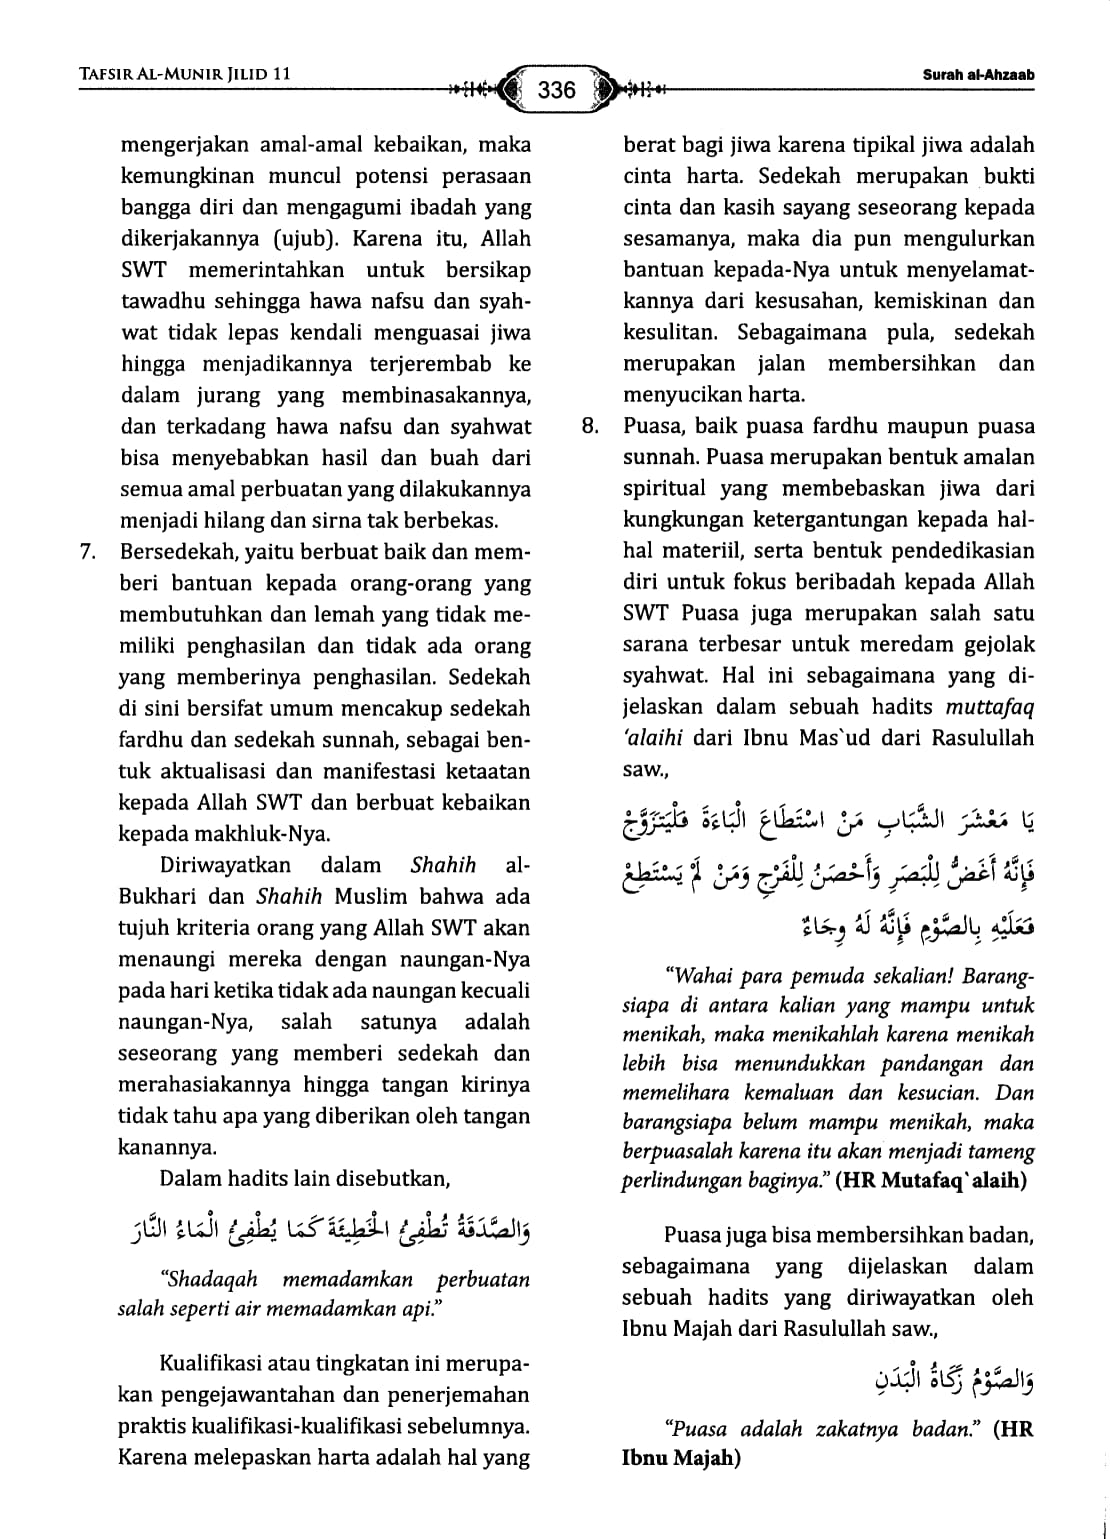 TAFSIR AL-MUNIR JILID 11
336
Surah al-Ahzaab
mengerjakan amal-amal kebaikan, maka
kemungkinan muncul potensi perasaan
bangga diri dan mengagumi ibadah yang
dikerjakannya (ujub). Karena itu, Allah
SWT memerintahkan untuk bersikap
tawadhu sehingga hawa nafsu dan syah-
wat tidak lepas kendali menguasai jiwa
hingga menjadikannya terjerembab ke
dalam jurang yang membinasakannya,
dan terkadang hawa nafsu dan syahwat
bisa menyebabkan hasil dan buah dari
semua amal perbuatan yang dilakukannya
menjadi hilang dan sirna tak berbekas.
7. Bersedekah, yaitu berbuat baik dan mem-
beri bantuan kepada orang-orang yang
membutuhkan dan lemah yang tidak me-
miliki penghasilan dan tidak ada orang
yang memberinya penghasilan. Sedekah
di sini bersifat umum mencakup sedekah
fardhu dan sedekah sunnah, sebagai ben-
tuk aktualisasi dan manifestasi ketaatan
kepada Allah SWT dan berbuat kebaikan
kepada makhluk-Nya.
Diriwayatkan dalam Shahih al-
Bukhari dan Shahih Muslim bahwa ada
tujuh kriteria orang yang Allah SWT akan
menaungi mereka dengan naungan-Nya
pada hari ketika tidak ada naungan kecuali
naungan-Nya, salah satunya adalah
seseorang yang memberi sedekah dan
merahasiakannya hingga tangan kirinya
tidak tahu apa yang diberikan oleh tangan
kanannya.
Dalam hadits lain disebutkan,
وَالصَّدَقَةُ تُطْفِئُ الْخَطِيئَةَ كَمَا يُطْفِئُ الْمَاءُ النَّارَ
“Shadaqah memadamkan perbuatan
salah seperti air memadamkan api.”
Kualifikasi atau tingkatan ini merupa-
kan pengejawantahan dan penerjemahan
praktis kualifikasi-kualifikasi sebelumnya.
Karena melepaskan harta adalah hal yang
berat bagi jiwa karena tipikal jiwa adalah
cinta harta. Sedekah merupakan bukti
cinta dan kasih sayang seseorang kepada
sesamanya, maka dia pun mengulurkan
bantuan kepada-Nya untuk menyelamat-
kannya dari kesusahan, kemiskinan dan
kesulitan. Sebagaimana pula, sedekah
merupakan jalan membersihkan dan
menyucikan harta.
8. Puasa, baik puasa fardhu maupun puasa
sunnah. Puasa merupakan bentuk amalan
spiritual yang membebaskan jiwa dari
kungkungan ketergantungan kepada hal-
hal materiil, serta bentuk pendedikasian
diri untuk fokus beribadah kepada Allah
SWT Puasa juga merupakan salah satu
sarana terbesar untuk meredam gejolak
syahwat. Hal ini sebagaimana yang di-
jelaskan dalam sebuah hadits muttafaq
‘alaihi dari Ibnu Mas`ud dari Rasulullah
saw.,
يَا مَعْشَرَ الشَّبَابِ مَنْ اسْتَطَاعَ الْبَاءَةَ فَلْيَتَزَوَّجْ
فَإِنَّهُ أَغَضُّ لِلْبَصَرِ وَأَحْصَنُ لِلْفَرْجِ وَمَنْ لَمْ يَسْتَطِعْ
فَعَلَيْهِ بِالصَّوْمِ فَإِنَّهُ لَهُ وِجَاءٌ
“Wahai para pemuda sekalian! Barang-
siapa di antara kalian yang mampu untuk
menikah, maka menikahlah karena menikah
lebih bisa menundukkan pandangan dan
memelihara kemaluan dan kesucian. Dan
barangsiapa belum mampu menikah, maka
berpuasalah karena itu akan menjadi tameng
perlindungan baginya.” (HR Mutafaq`alaih)
Puasa juga bisa membersihkan badan,
sebagaimana yang dijelaskan dalam
sebuah hadits yang diriwayatkan oleh
Ibnu Majah dari Rasulullah saw.,
وَالصَّوْمُ زَكَاةُ الْبَدَنِ
“Puasa adalah zakatnya badan.” (HR
Ibnu Majah)